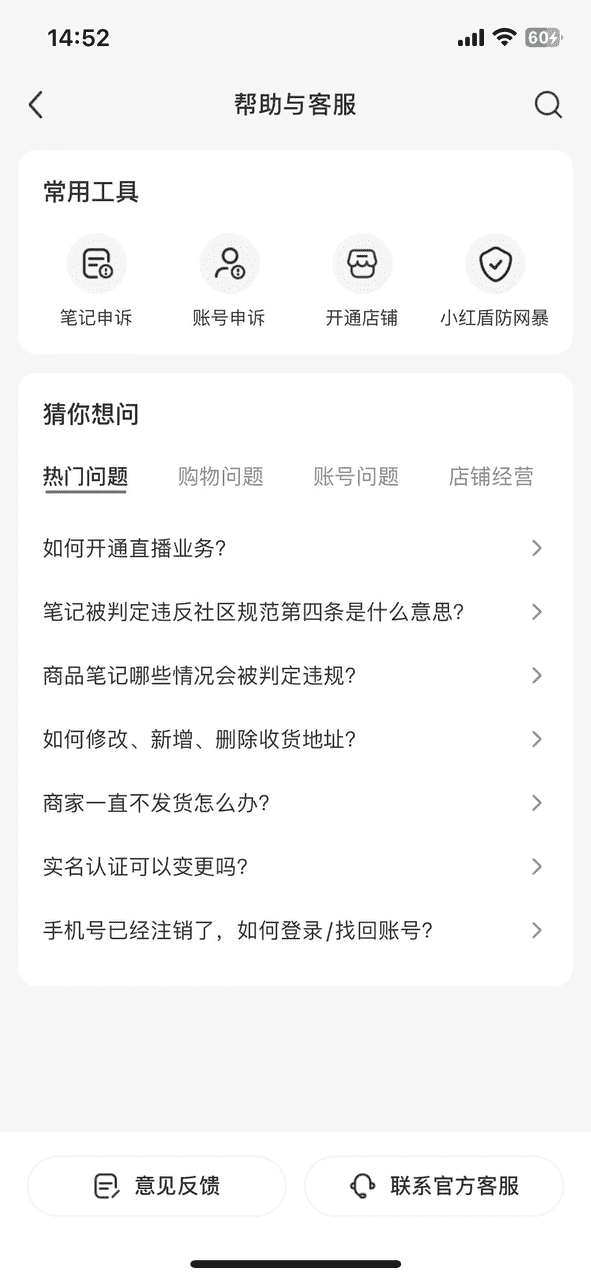 14:52
60
帮助与客服
常用工具
笔记申诉
账号申诉
开通店铺
小红盾防网暴
猜你想问
热门问题
购物问题
账号问题
店铺经营
如何开通直播业务?
笔记被判定违反社区规范第四条是什么意思?
商品笔记哪些情况会被判定违规?
如何修改、新增、删除收货地址?
商家一直不发货怎么办?
实名认证可以变更吗?
手机号已经注销了，如何登录/找回账号?
意见反馈
联系官方客服